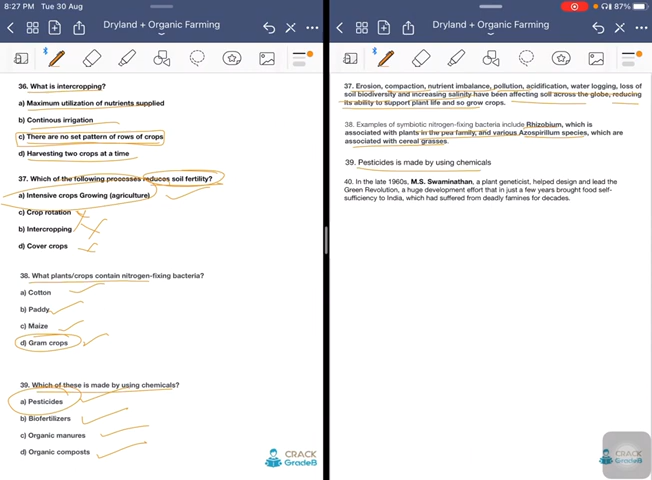 8:27 PM Tue 30 Aug
81%
Dryland + Organic Farming
Dryland + Organic Farming
36. What is intercropping?
a) Maximum utilization of nutrients supplied
b) Continous irrigation
c) There are no set pattern of rows of crops
d) Harvesting two crops at a time
37. Which of the following processes reduces soil fertility?
a) Intensive crops Growing (agriculture)
c) Crop rotation
b) Intercropping
d) Cover crops
38. What plants/crops contain nitrogen-fixing bacteria?
a) Cotton
b) Paddy
c) Maize
d) Gram crops
39. Which of these is made by using chemicals?
a) Pesticides
b) Biofertilizers
c) Organic manures
d) Organic composts
CRACK
GradeB
37. Erosion, compaction, nutrient imbalance, pollution, acidification, water logging, loss of
soil biodiversity and increasing salinity have been affecting soil across the globe, reducing
its ability to support plant life and so grow crops.
38. Examples of symbiotic nitrogen-fixing bacteria include Rhizobium, which is
associated with plants in the pea family, and various Azospirillum species, which are
associated with cereal grasses.
39. Pesticides is made by using chemicals
40. In the late 1960s, M.S. Swaminathan, a plant geneticist, helped design and lead the
Green Revolution, a huge development effort that in just a few years brought food self-
sufficiency to India, which had suffered from deadly famines for decades.
CRACK
GradeB